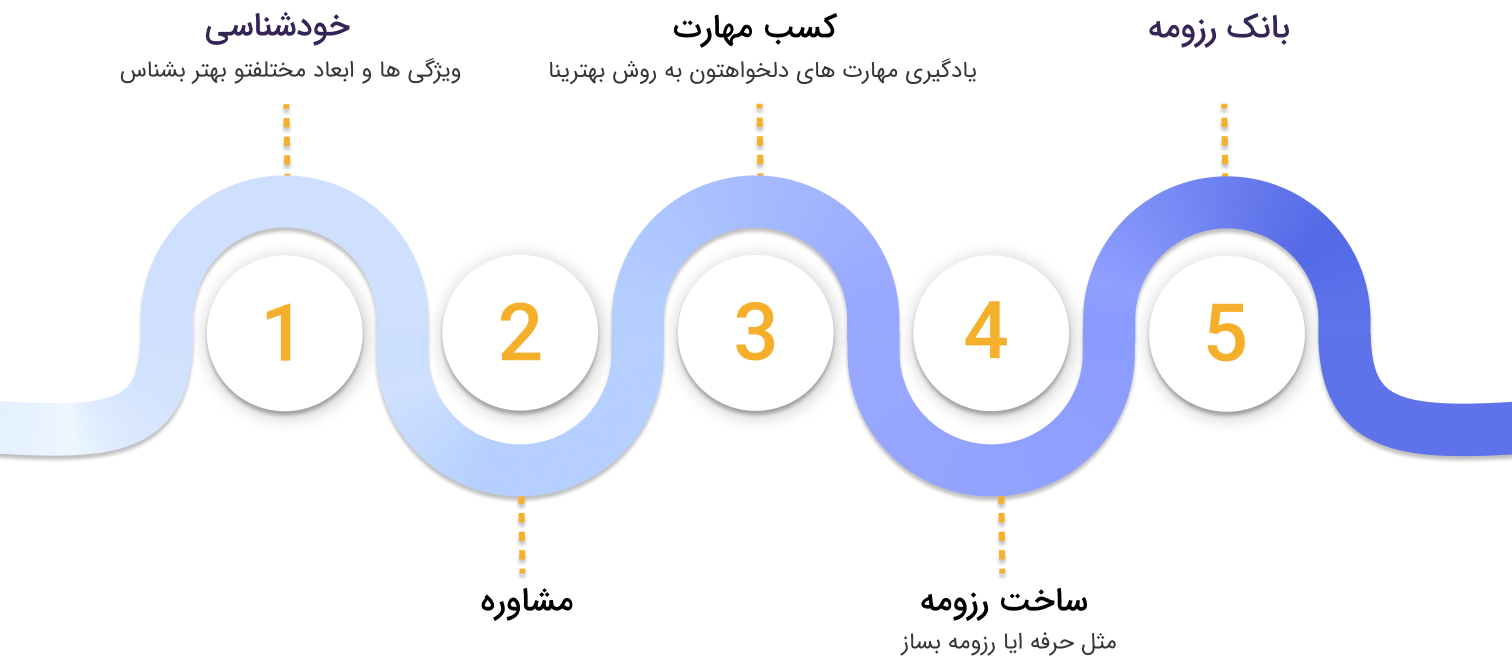 خودشناسی
ویژگی ها و ابعاد مختلفتو بهتر بشناس
کسب مهارت
یادگیری مهارت های دلخواهتون به روش بهترینا
بانک رزومه
1
2
3
4
5
مشاوره
ساخت رزومه
مثل حرفه ایا رزومه بساز